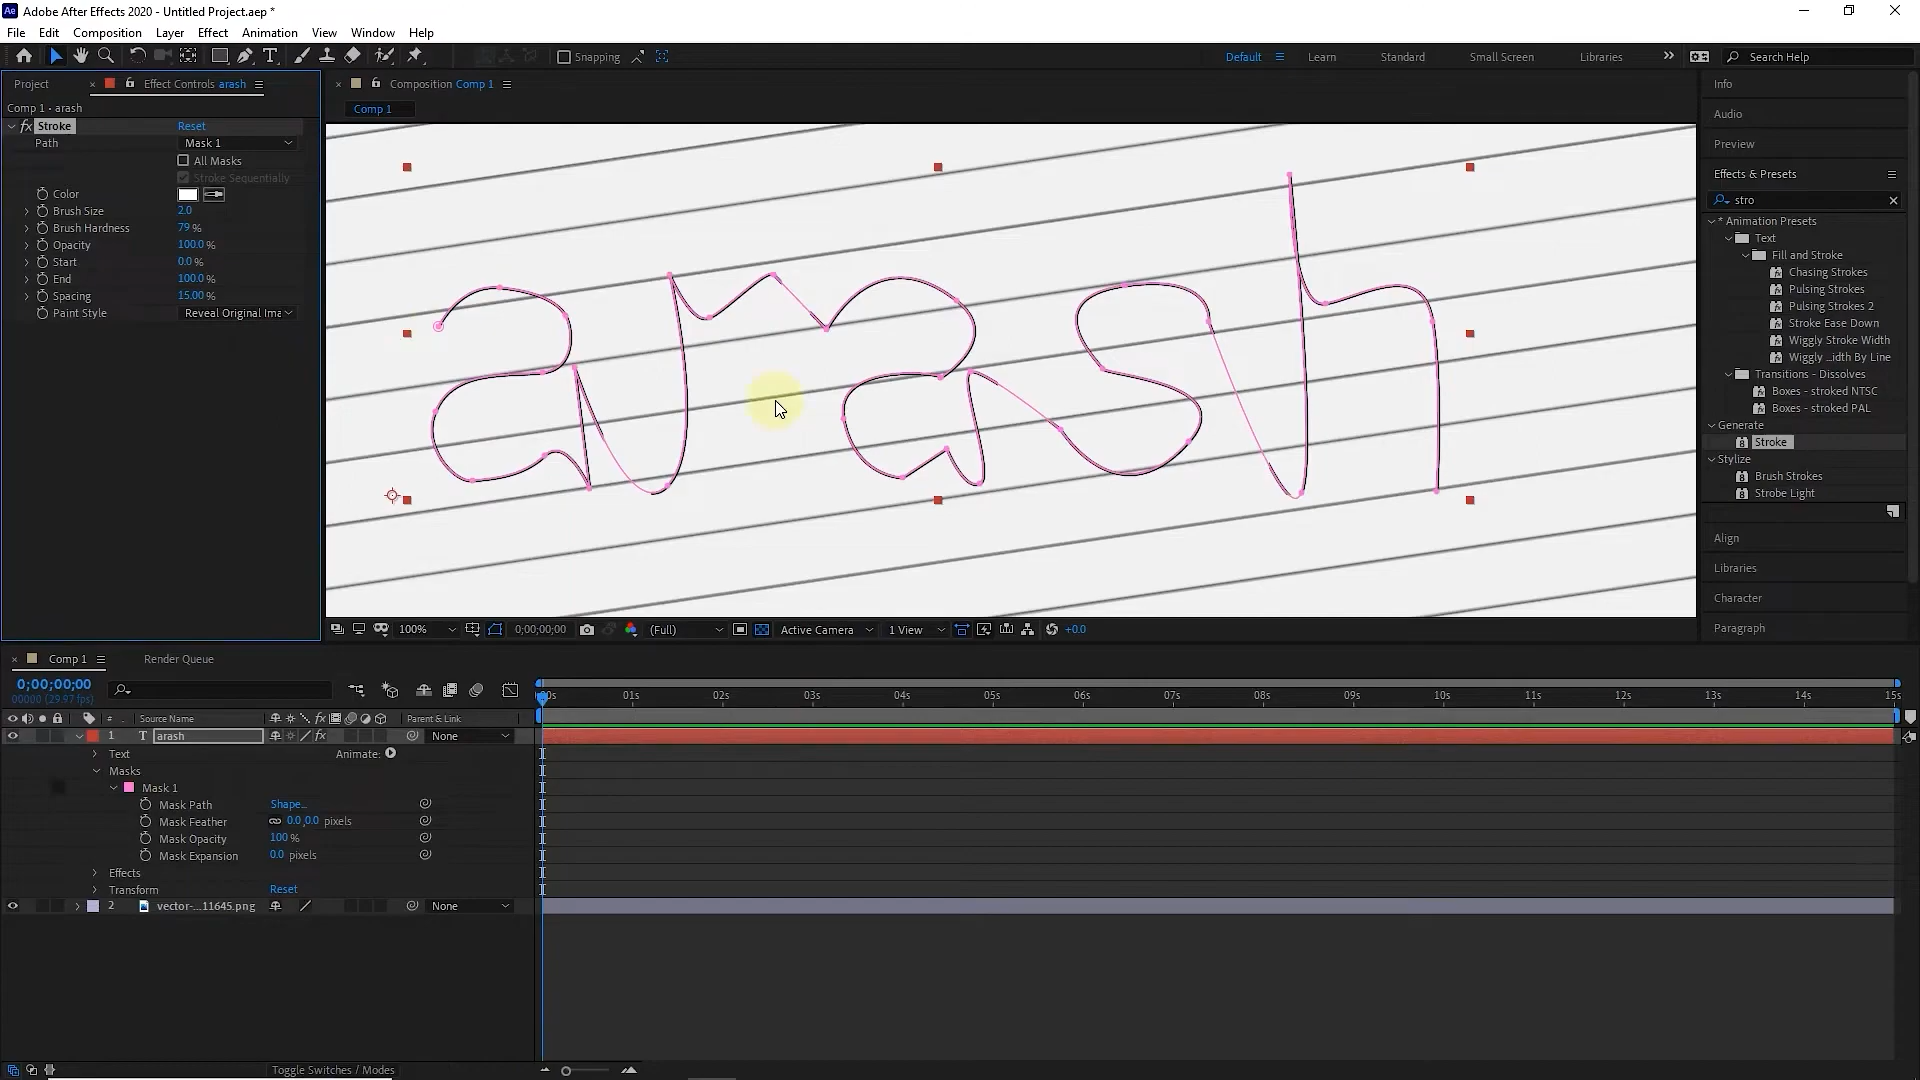 Adobe After Effects 2020 - Untitled Project.aep *
File Edit Composition Layer Effect Animation View Window Help
Snapping Default Learn Standard Small Screen Libraries Search Help
Project Effect Controls arash
Comp 1 - arash
fx Stroke Reset
Path Mask 1
All Masks
Stroke Sequentially
Color
Brush Size 2.0
Brush Hardness 79 %
Opacity 100.0 %
Start 0.0 %
End 100.0 %
Spacing 15.00 %
Paint Style Reveal Original Ima
Composition Comp 1
Comp 1
arash
100% 0;00;00;00 (Full) Active Camera 1 View +0.0
Info
Audio
Preview
Effects & Presets
stro
* Animation Presets
Text
Fill and Stroke
Chasing Strokes
Pulsing Strokes
Pulsing Strokes 2
Stroke Ease Down
Wiggly Stroke Width
Wiggly ...idth By Line
Transitions - Dissolves
Boxes - stroked NTSC
Boxes - stroked PAL
Generate
Stroke
Stylize
Brush Strokes
Strobe Light
Align
Libraries
Character
Paragraph
Comp 1 Render Queue
0;00;00;00
00000 (29.97 fps)
01s 02s 03s 04s 05s 06s 07s 08s 09s 10s 11s 12s 13s 14s 15s
# Source Name fx Parent & Link
1 T arash fx None
Text Animate:
Masks
Mask 1
Mask Path Shape...
Mask Feather 0.0,0.0 pixels
Mask Opacity 100 %
Mask Expansion 0.0 pixels
Effects
Transform Reset
2 vector-...11645.png None
Toggle Switches / Modes